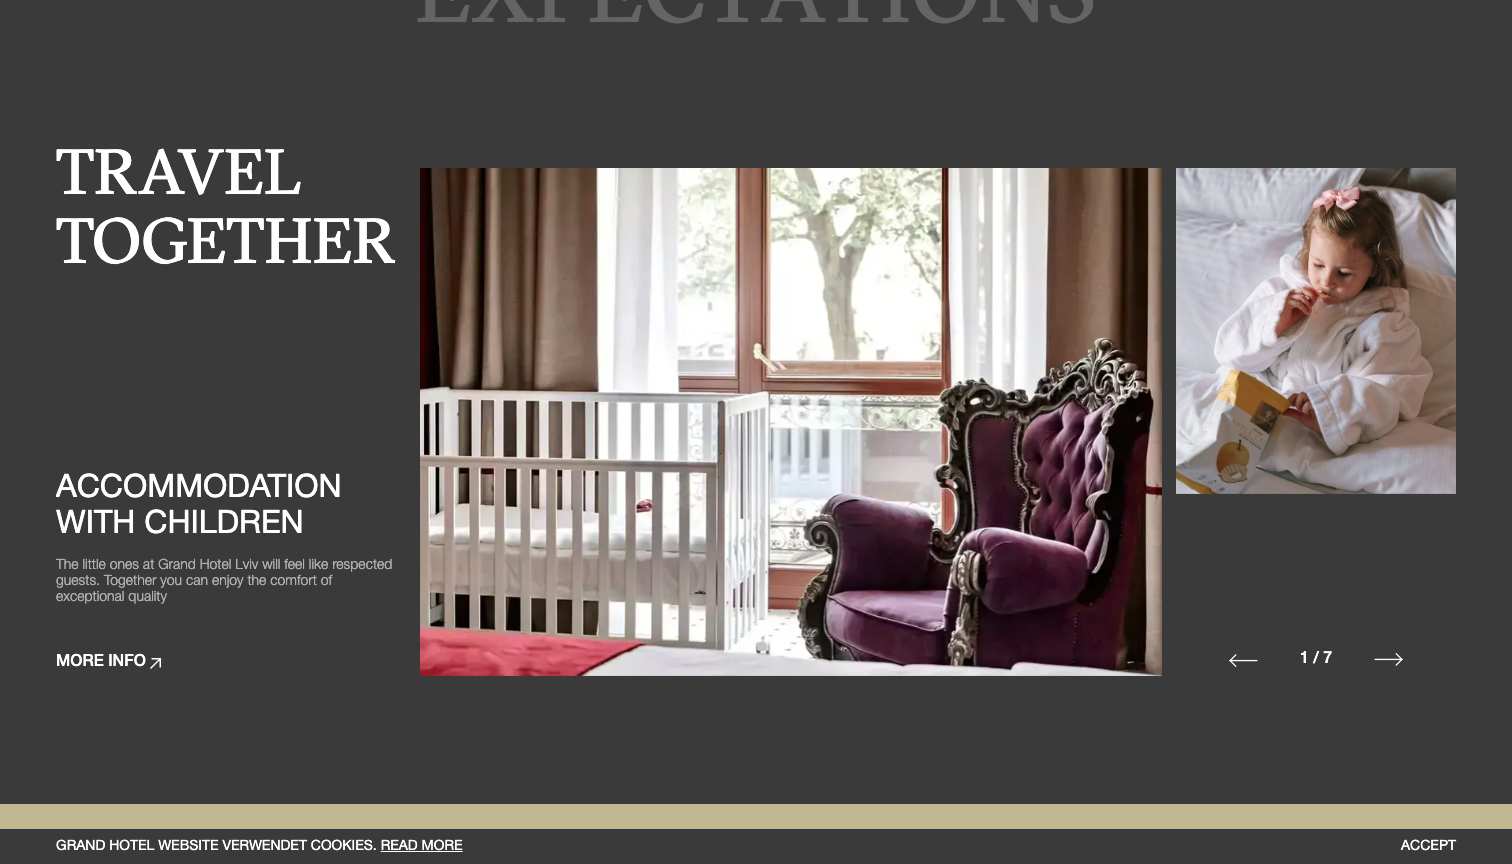 EXPECTATIONS
TRAVEL
TOGETHER
ACCOMMODATION
WITH CHILDREN
The little ones at Grand Hotel Lviv will feel like respected
guests. Together you can enjoy the comfort of
exceptional quality
MORE INFO
1 / 7
GRAND HOTEL WEBSITE VERWENDET COOKIES. READ MORE
ACCEPT